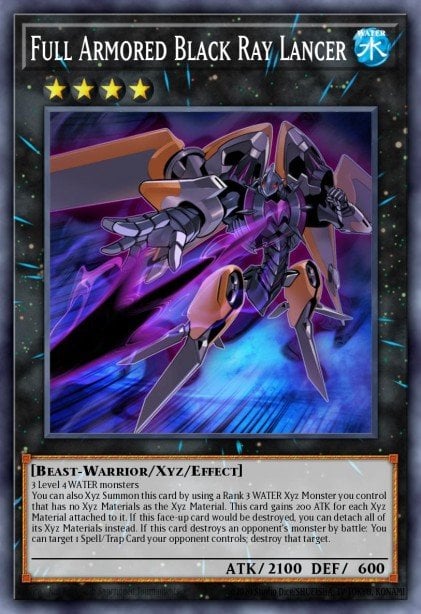 Full Armored Black Ray Lancer
WATER
水
[Beast-Warrior/Xyz/Effect]
3 Level 4 WATER monsters
You can also Xyz Summon this card by using a Rank 3 WATER Xyz Monster you control
that has no Xyz Materials as the Xyz Material. This card gains 200 ATK for each Xyz
Material attached to it. If this face-up card would be destroyed, you can detach all of
its Xyz Materials instead. If this card destroys an opponent's monster by battle: You
can target 1 Spell/Trap Card your opponent controls; destroy that target.
ATK/2100 DEF/ 600